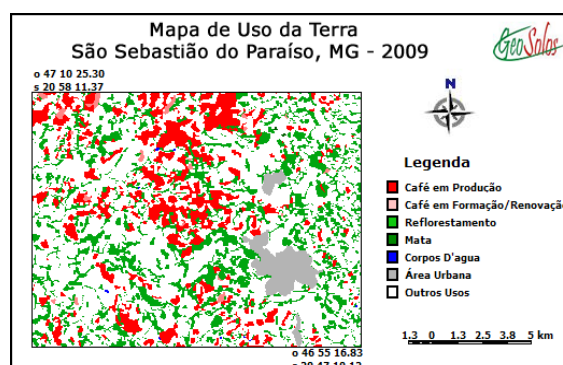 Mapa de Uso da Terra
São Sebastião do Paraíso, MG - 2009
GeoSolos
o 47 10 25.30
s 20 58 11.37
N
Legenda
Café em Produção
Café em Formação/Renovação
Reflorestamento
Mata
Corpos D'agua
Área Urbana
Outros Usos
1.3 0 1.3 2.5 3.8 5 km
o 46 55 16.83